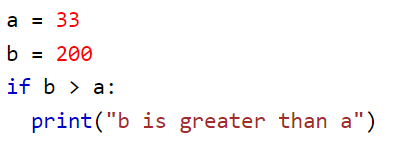 a = 33
b = 200
if b > a:
  print("b is greater than a")